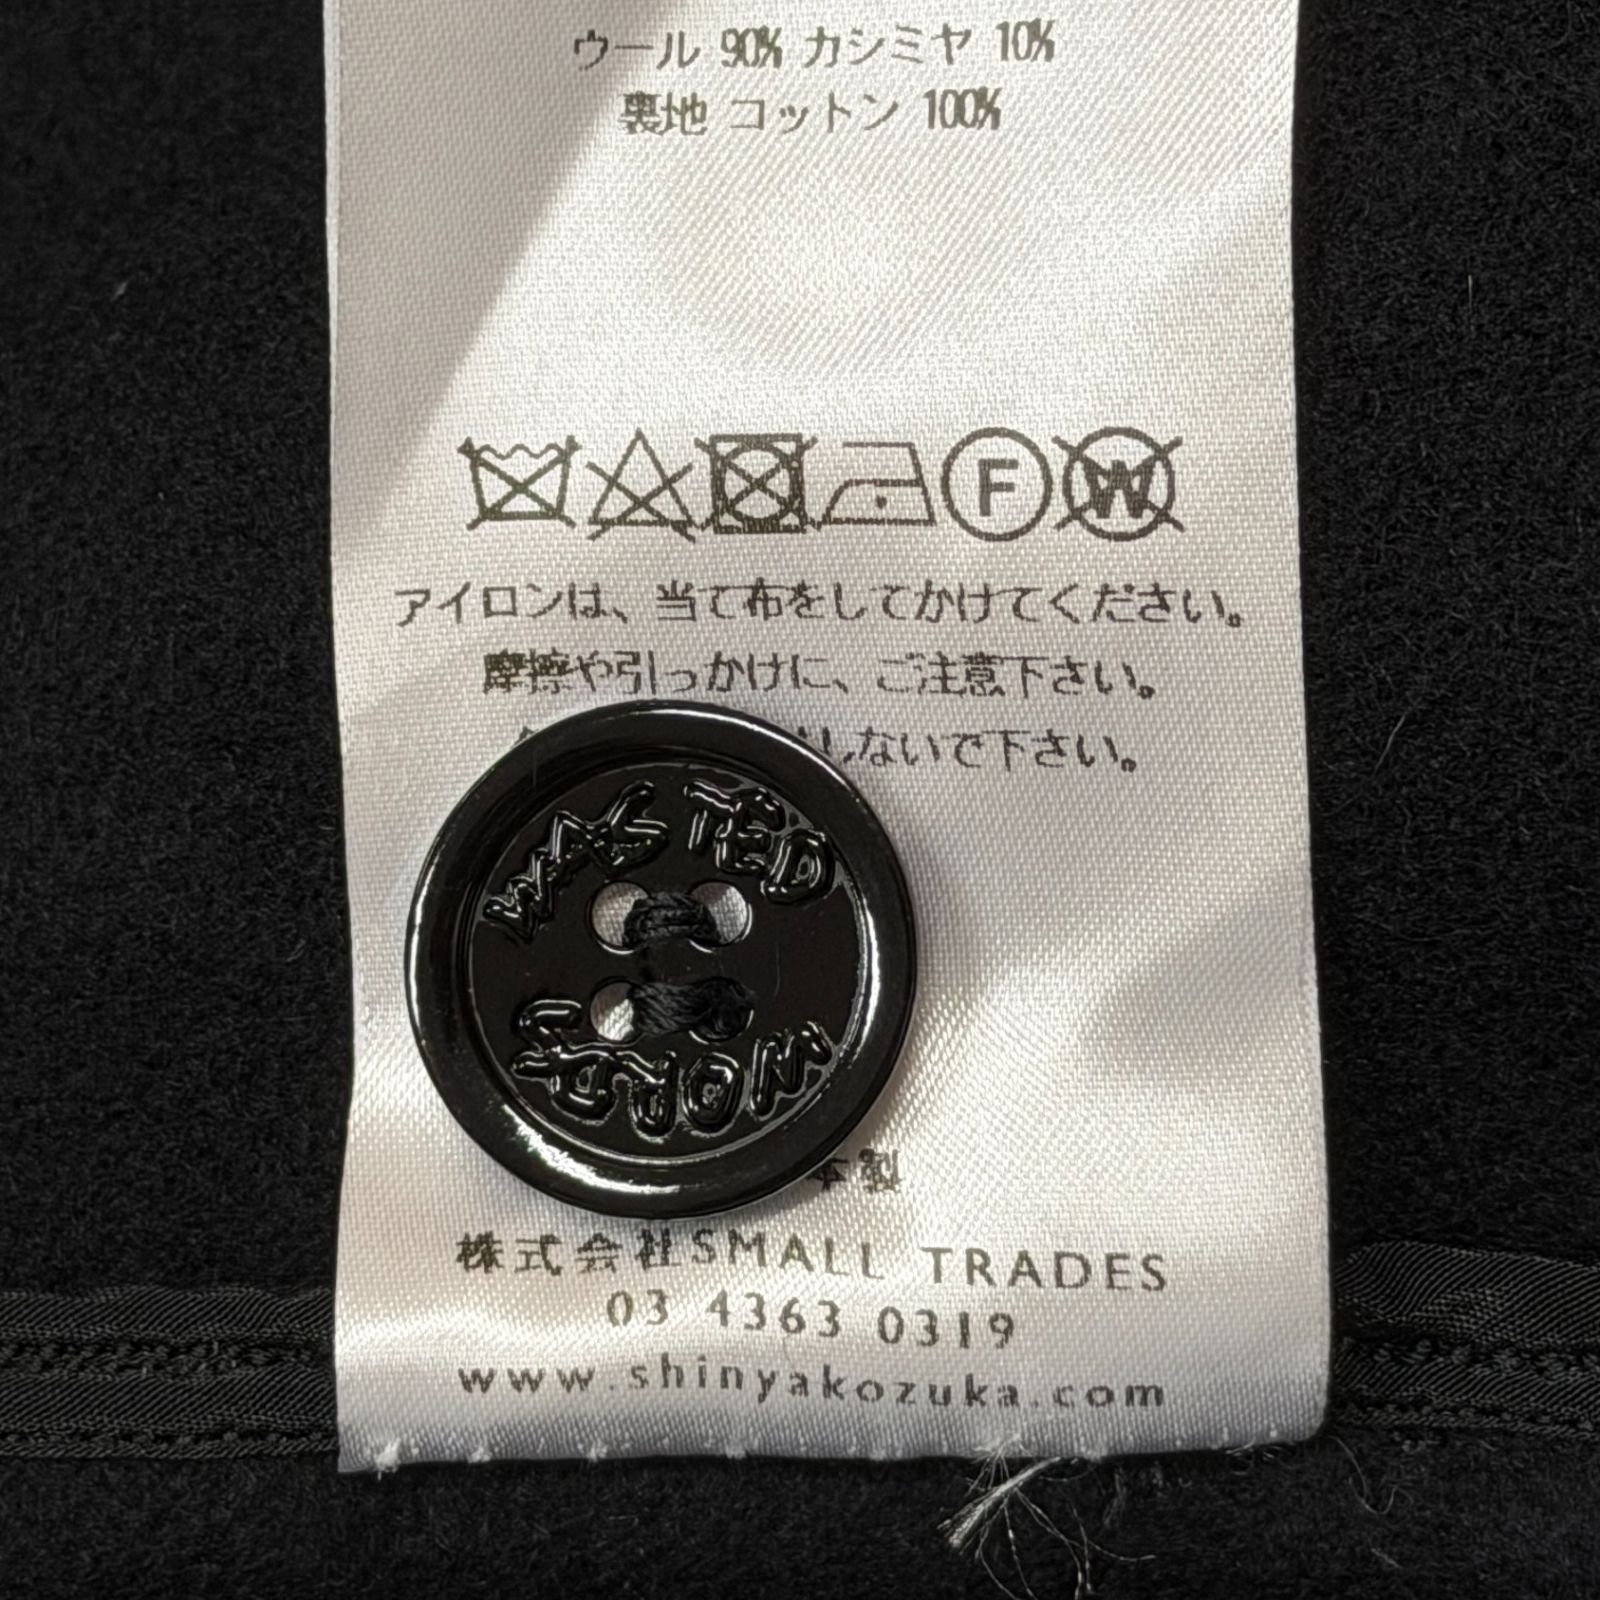 ウール 90% カシミヤ 10%
裏地 コットン 100%
F W
アイロンは、当て布をしてかけてください。
摩擦や引っかけに、ご注意下さい。
しないで下さい。
WASTED
WORDS
本製
株式会社SMALL TRADES
03 4363 0319
www.shinyakozuka.com